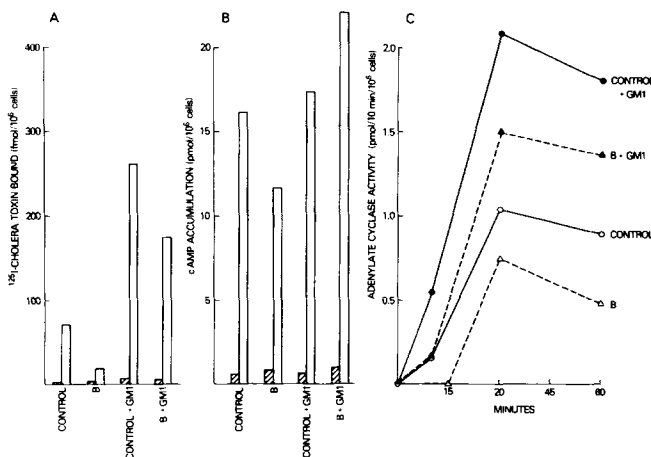 A
B
C
¹²⁵I-CHOLERA TOXIN BOUND (fmol/10⁶ cells)
400
300
200
100
CONTROL
B
CONTROL + GM1
B + GM1
cAMP ACCUMULATION (pmol/10⁶ cells)
20
15
10
5
CONTROL
B
CONTROL + GM1
B + GM1
ADENYLATE CYCLASE ACTIVITY (pmol/10 min/10⁶ cells)
2.0
1.5
1.0
0.5
0
15
20
45
60
MINUTES
CONTROL
+ GM1
B + GM1
CONTROL
B